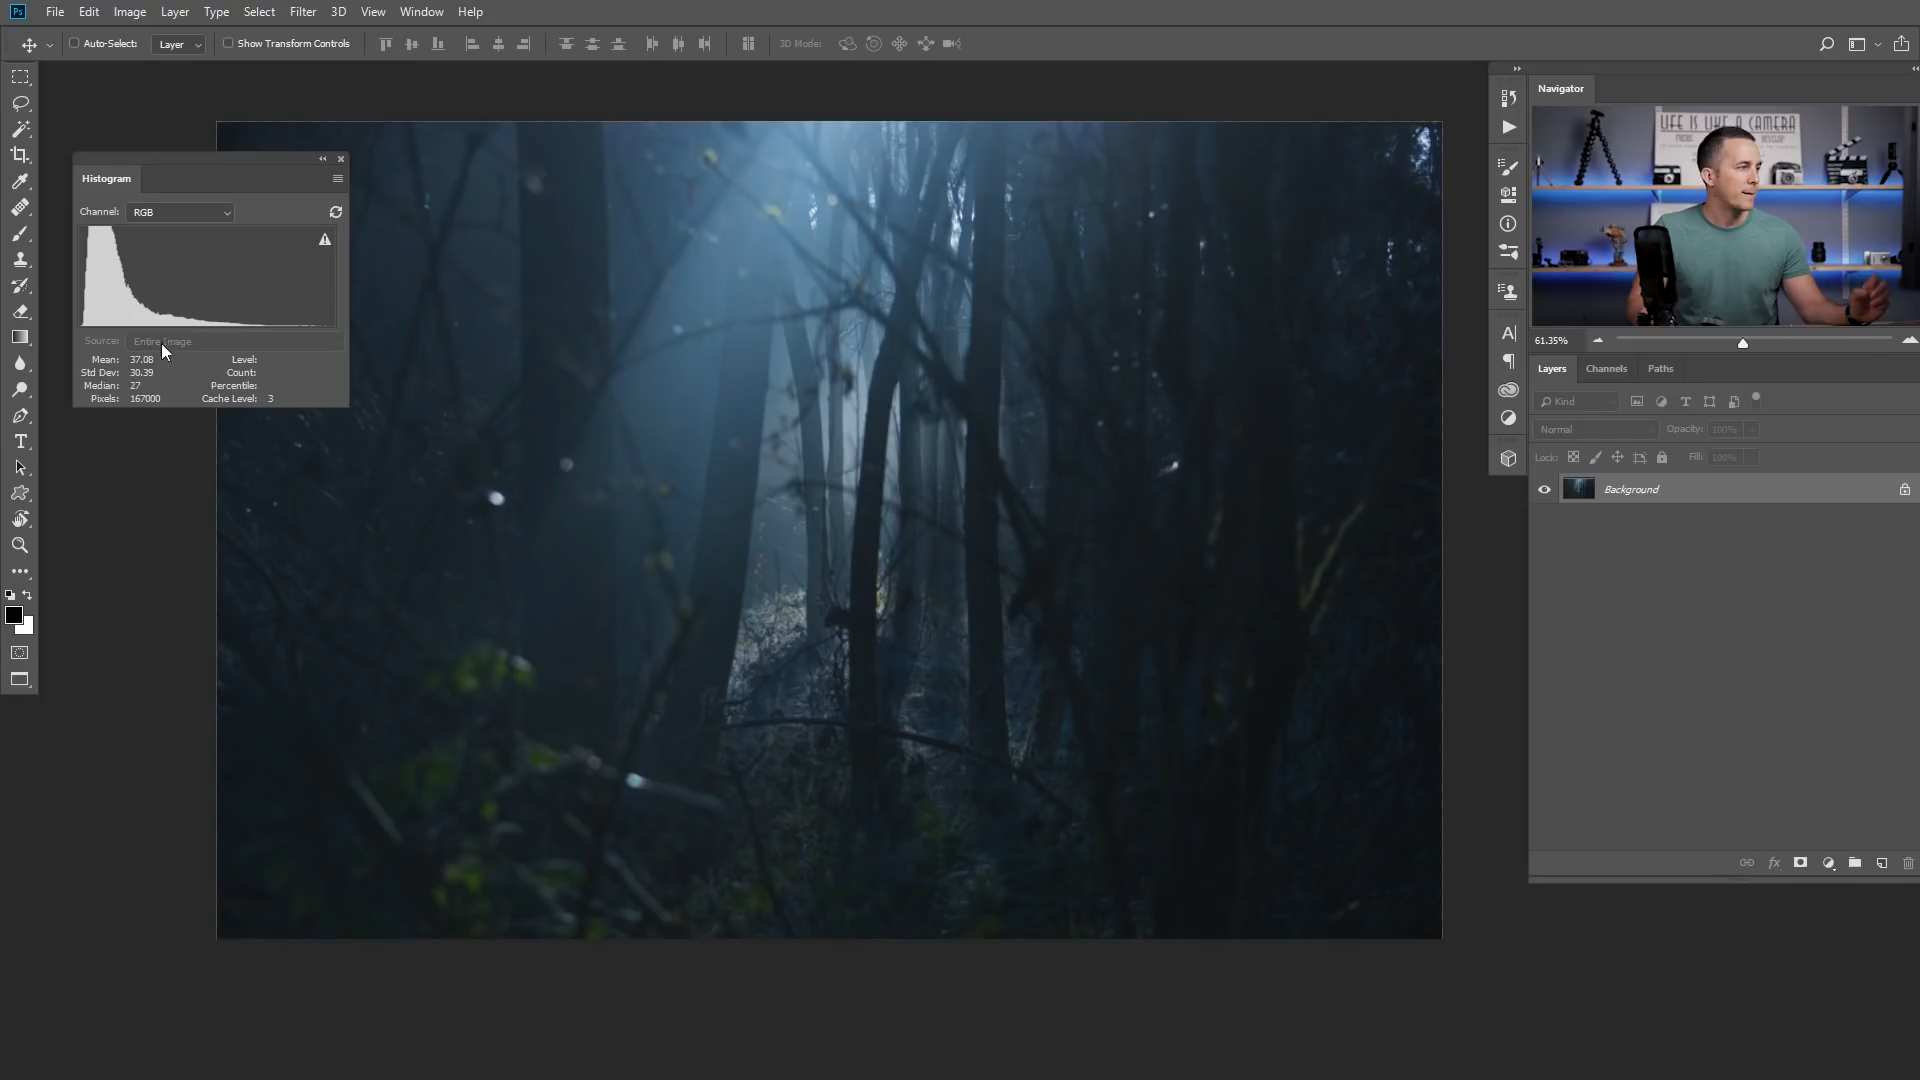 Ps File Edit Image Layer Type Select Filter 3D View Window Help
Auto-Select: Layer Show Transform Controls 3D Mode:
Navigator
LIFE IS LIKE A CAMERA
Histogram
Channel: RGB
Source: Entire Image
Mean: 37.08 Level:
Std Dev: 30.39 Count:
Median: 27 Percentile:
Pixels: 167000 Cache Level: 3
61.35%
Layers Channels Paths
Kind
Normal Opacity: 100%
Lock: Fill: 100%
Background